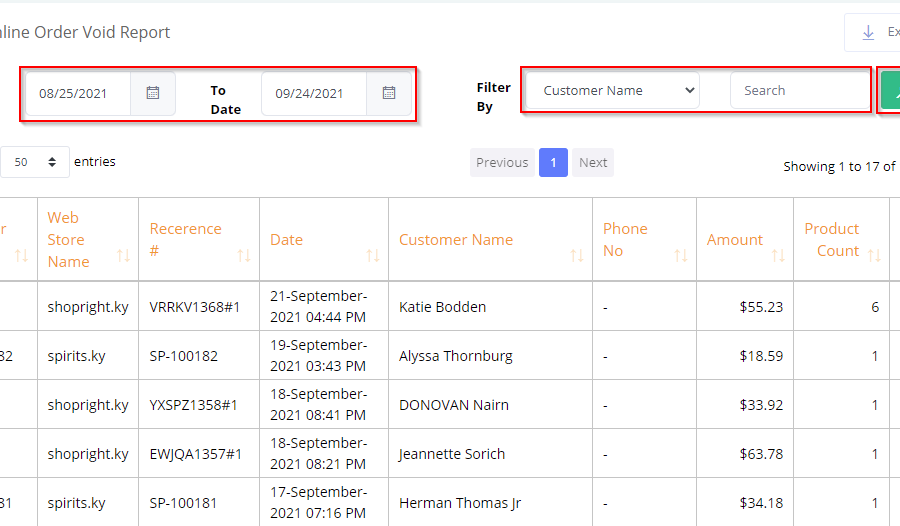 nline Order Void Report
Ex
08/25/2021
To
Date
09/24/2021
Filter
By
Customer Name
Search
50 entries
Previous 1 Next
Showing 1 to 17 of
r
Web
Store
Name
Recerence
#
Date
Customer Name
Phone
No
Amount
Product
Count
shopright.ky VRRKV1368#1 21-September-
2021 04:44 PM Katie Bodden - $55.23 6
82 spirits.ky SP-100182 19-September-
2021 03:43 PM Alyssa Thornburg - $18.59 1
shopright.ky YXSPZ1358#1 18-September-
2021 08:41 PM DONOVAN Nairn - $33.92 1
shopright.ky EWJQA1357#1 18-September-
2021 08:21 PM Jeannette Sorich - $63.78 1
81 spirits.ky SP-100181 17-September-
2021 07:16 PM Herman Thomas Jr - $34.18 1